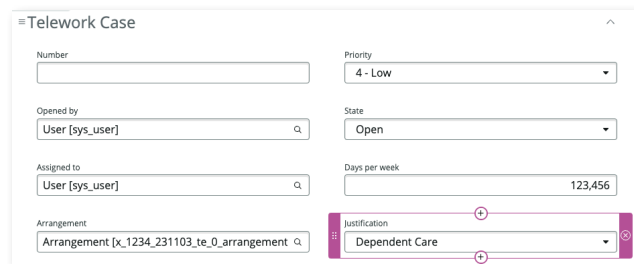 Telework Case
Number
Priority
4 - Low
Opened by
User [sys_user]
State
Open
Assigned to
User [sys_user]
Days per week
123,456
Arrangement
Arrangement [x_1234_231103_te_0_arrangement
Justification
Dependent Care